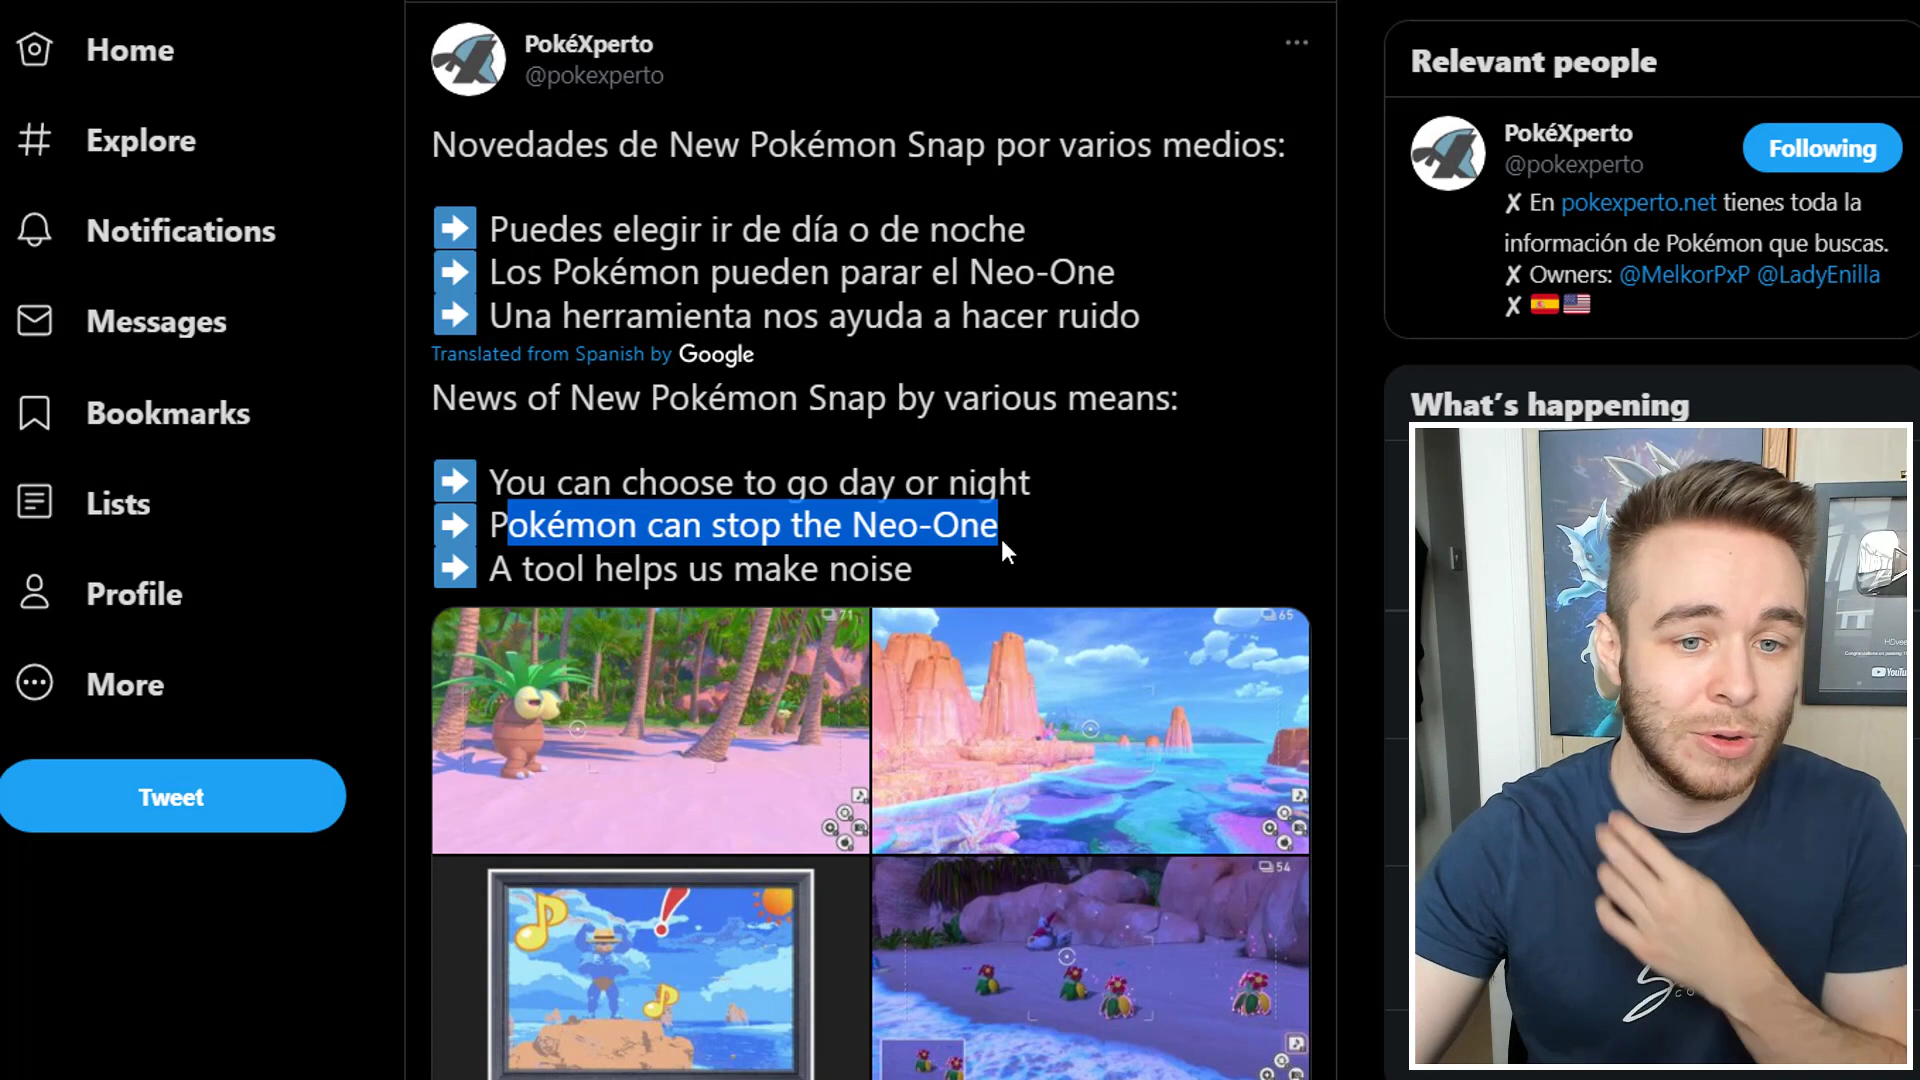 Home
Explore
Notifications
Messages
Bookmarks
Lists
Profile
More
Tweet
PokéXperto
@pokexperto
Novedades de New Pokémon Snap por varios medios:
➡ Puedes elegir ir de día o de noche
➡ Los Pokémon pueden parar el Neo-One
➡ Una herramienta nos ayuda a hacer ruido
Translated from Spanish by Google
News of New Pokémon Snap by various means:
➡ You can choose to go day or night
➡ Pokémon can stop the Neo-One
➡ A tool helps us make noise
71
65
54
Relevant people
PokéXperto
@pokexperto
Following
✗ En pokexperto.net tienes toda la
información de Pokémon que buscas.
✗ Owners: @MelkorPxP @LadyEnilla
✗
What's happening
YouTu